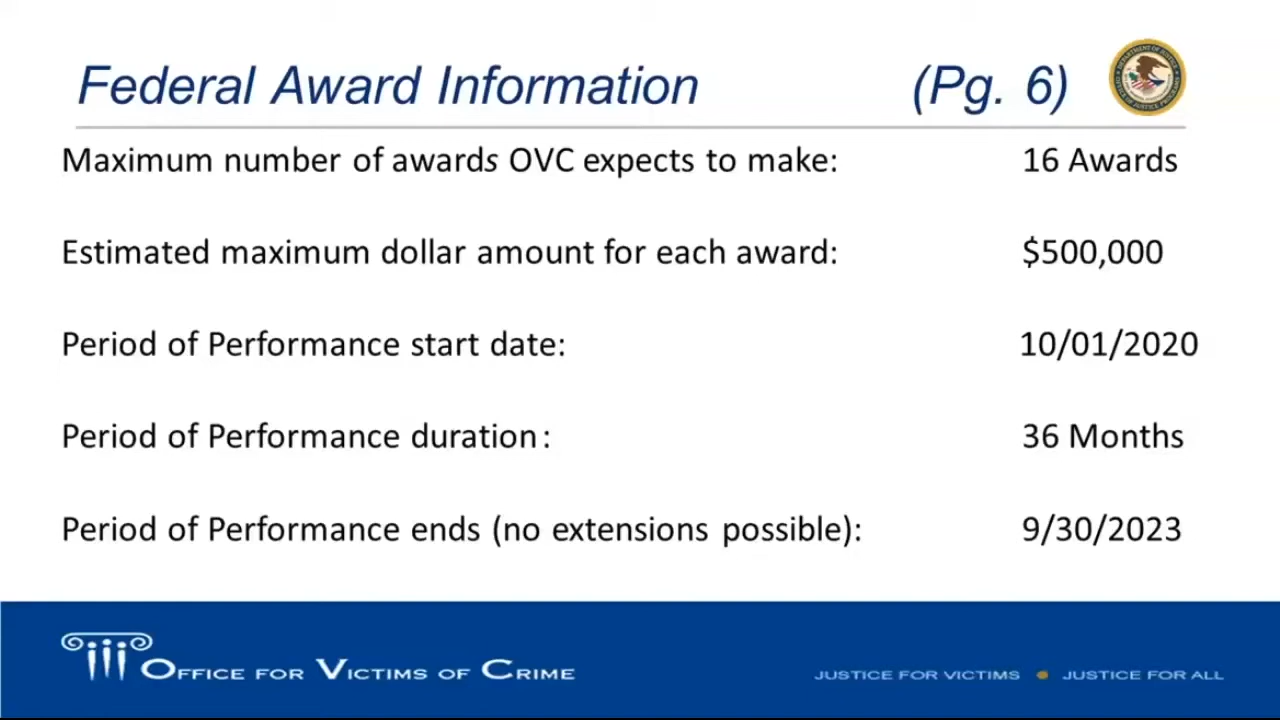 Federal Award Information (Pg. 6)
Maximum number of awards OVC expects to make: 16 Awards
Estimated maximum dollar amount for each award: $500,000
Period of Performance start date: 10/01/2020
Period of Performance duration: 36 Months
Period of Performance ends (no extensions possible): 9/30/2023
OFFICE FOR VICTIMS OF CRIME
JUSTICE FOR VICTIMS • JUSTICE FOR ALL